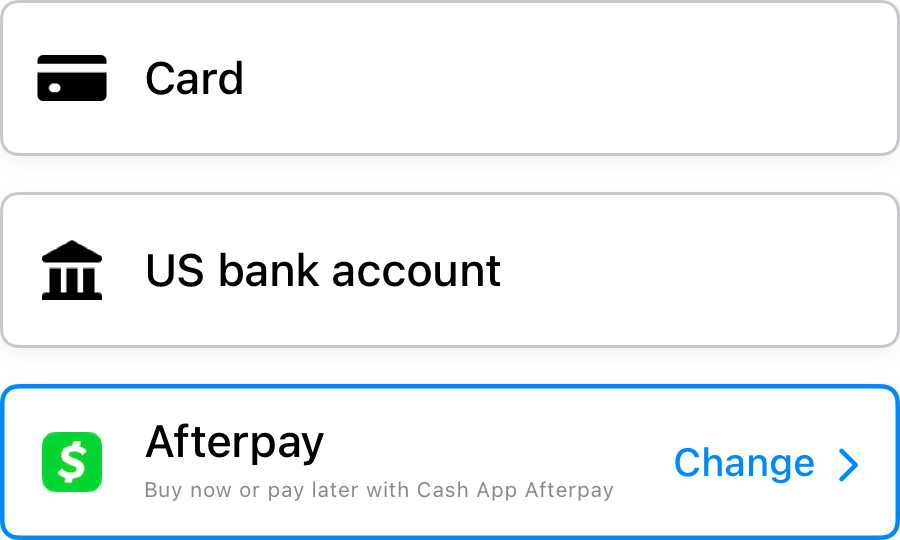 Card
US bank account
Afterpay
Buy now or pay later with Cash App Afterpay
Change